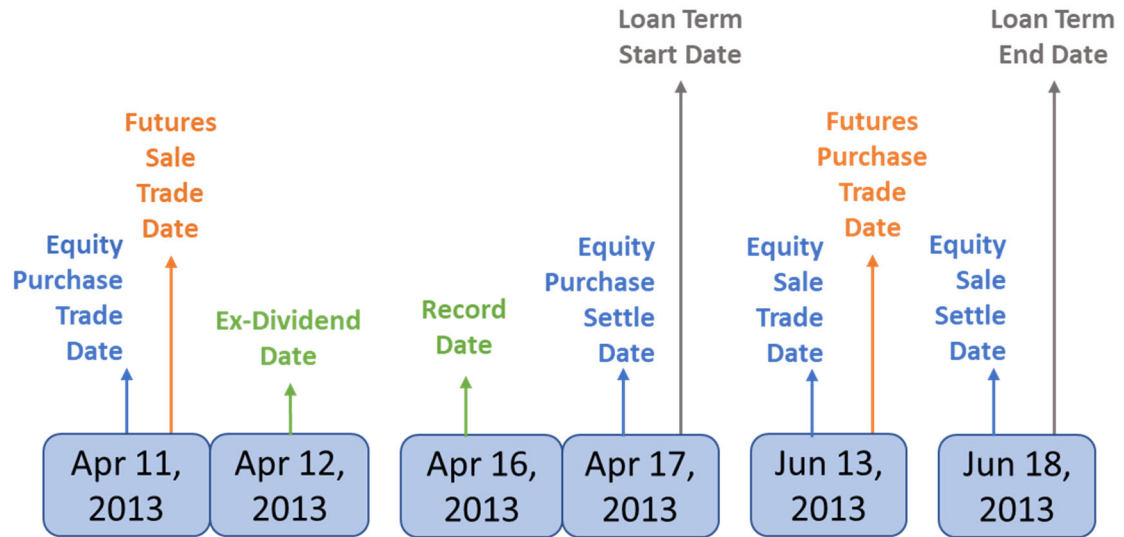 Loan Term
Start Date
Loan Term
End Date
Futures
Sale
Trade
Date
Futures
Purchase
Trade
Date
Equity
Purchase
Trade
Date
Ex-Dividend
Date
Record
Date
Equity
Purchase
Settle
Date
Equity
Sale
Trade
Date
Equity
Sale
Settle
Date
Apr 11,
2013
Apr 12,
2013
Apr 16,
2013
Apr 17,
2013
Jun 13,
2013
Jun 18,
2013